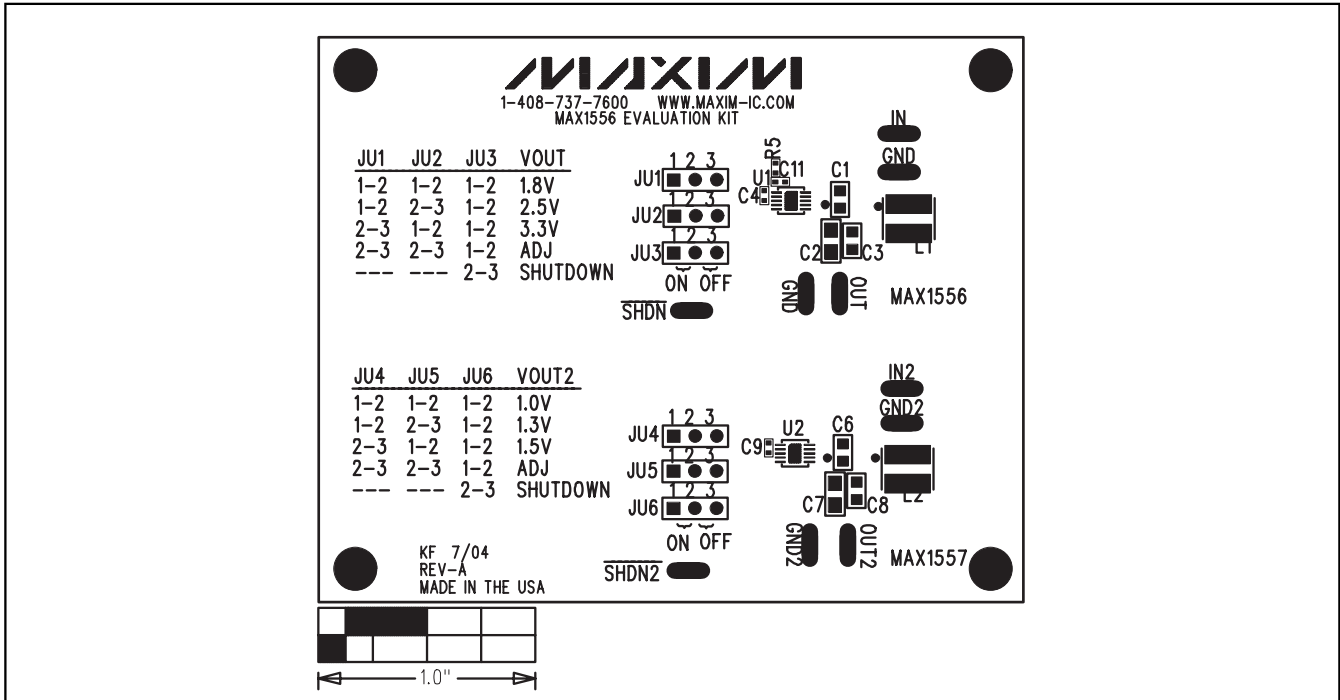 MAXIM
1-408-737-7600 WWW.MAXIM-IC.COM
MAX1556 EVALUATION KIT
JU1 JU2 JU3 VOUT
1-2 1-2 1-2 1.8V
1-2 2-3 1-2 2.5V
2-3 1-2 1-2 3.3V
2-3 2-3 1-2 ADJ
--- --- 2-3 SHUTDOWN
1 2 3
JU1
1 2 3
JU2
1 2 3
JU3
ON OFF
SHDN
R5
U1
C11
C4
C1
C2
C3
IN
GND
L1
GND
OUT
MAX1556
JU4 JU5 JU6 VOUT2
1-2 1-2 1-2 1.0V
1-2 2-3 1-2 1.3V
2-3 1-2 1-2 1.5V
2-3 2-3 1-2 ADJ
--- --- 2-3 SHUTDOWN
1 2 3
JU4
1 2 3
JU5
1 2 3
JU6
ON OFF
SHDN2
U2
C9
C6
C7
C8
IN2
GND2
L2
GND2
OUT2
MAX1557
KF 7/04
REV-A
MADE IN THE USA
1.0"